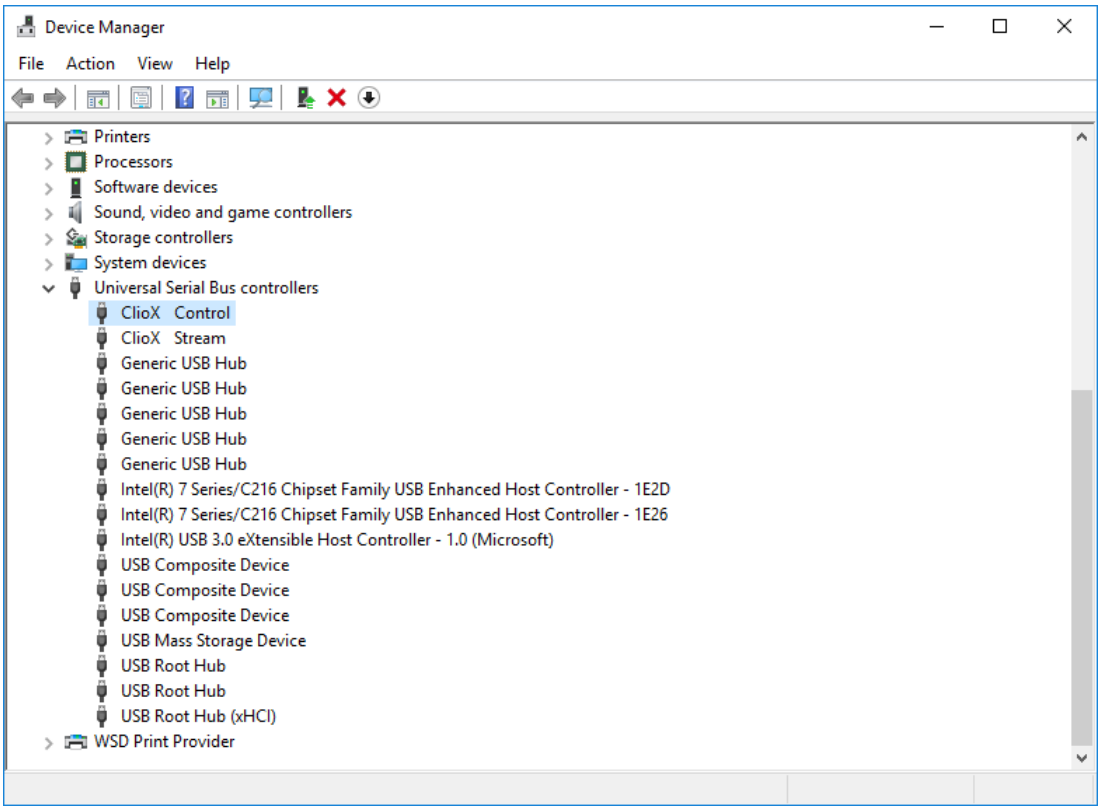 Device Manager
File Action View Help
Printers
Processors
Software devices
Sound, video and game controllers
Storage controllers
System devices
Universal Serial Bus controllers
ClioX Control
ClioX Stream
Generic USB Hub
Generic USB Hub
Generic USB Hub
Generic USB Hub
Generic USB Hub
Intel(R) 7 Series/C216 Chipset Family USB Enhanced Host Controller - 1E2D
Intel(R) 7 Series/C216 Chipset Family USB Enhanced Host Controller - 1E26
Intel(R) USB 3.0 eXtensible Host Controller - 1.0 (Microsoft)
USB Composite Device
USB Composite Device
USB Composite Device
USB Mass Storage Device
USB Root Hub
USB Root Hub
USB Root Hub (xHCI)
WSD Print Provider